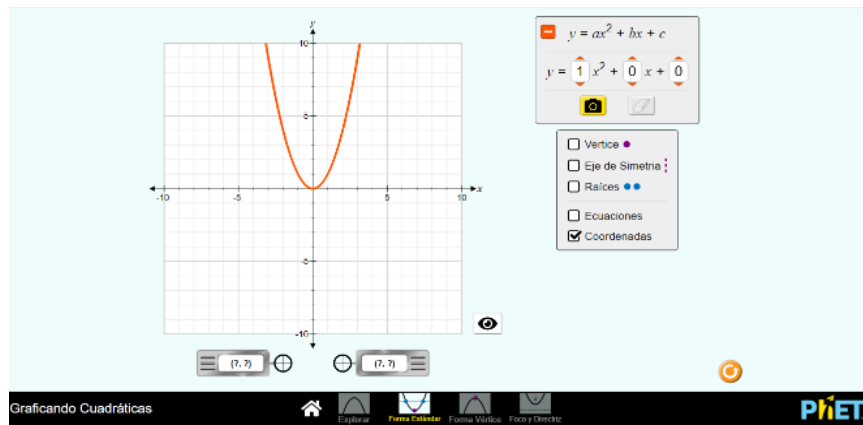 y
y = ax² + bx + c
10
y = 1 x² + 0 x + 0
5
Vertice
Eje de Simetria
Raíces
-10
-5
5
10
x
Ecuaciones
Coordenadas
-5
-10
(?, ?)
(?, ?)
Graficando Cuadráticas
Explorar
Forma Estándar
Forma Vértice
Foco y Directriz
PhET